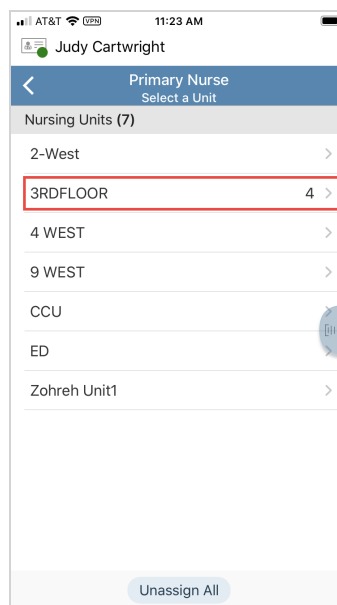 AT&T VPN 11:23 AM
Judy Cartwright
Primary Nurse
Select a Unit
Nursing Units (7)
2-West
3RDFLOOR 4
4 WEST
9 WEST
CCU
ED
Zohreh Unit1
Unassign All